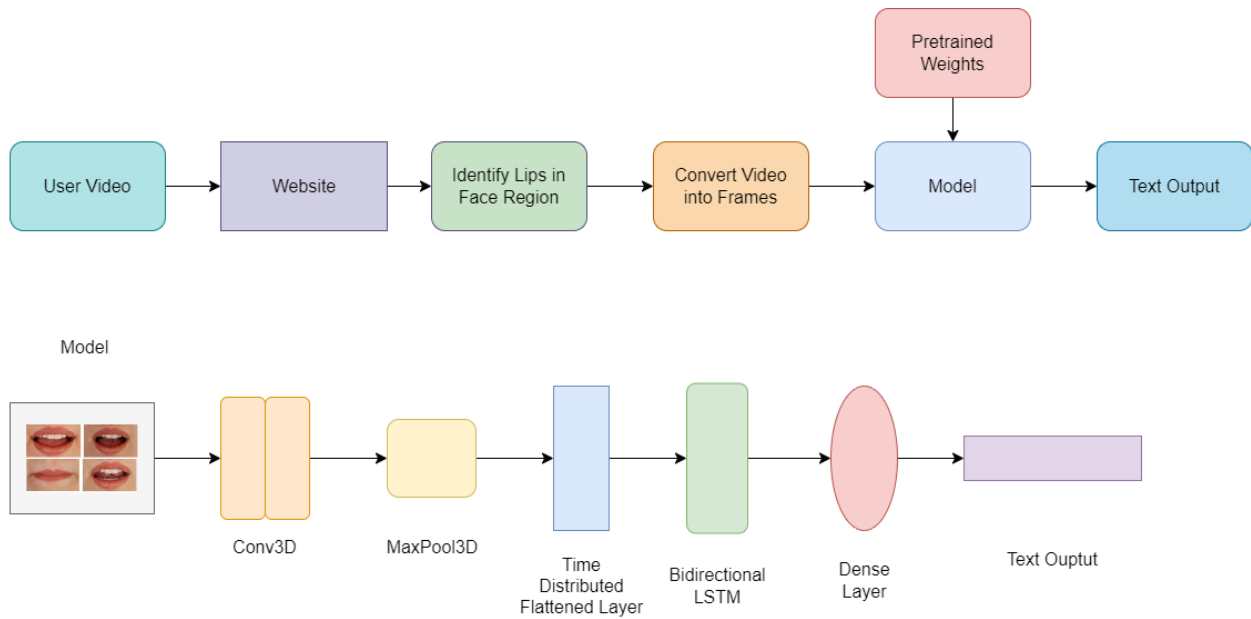 Pretrained
Weights
User Video
Website
Identify Lips in
Face Region
Convert Video
into Frames
Model
Text Output
Model
Conv3D
MaxPool3D
Time
Distributed
Flattened Layer
Bidirectional
LSTM
Dense
Layer
Text Ouptut